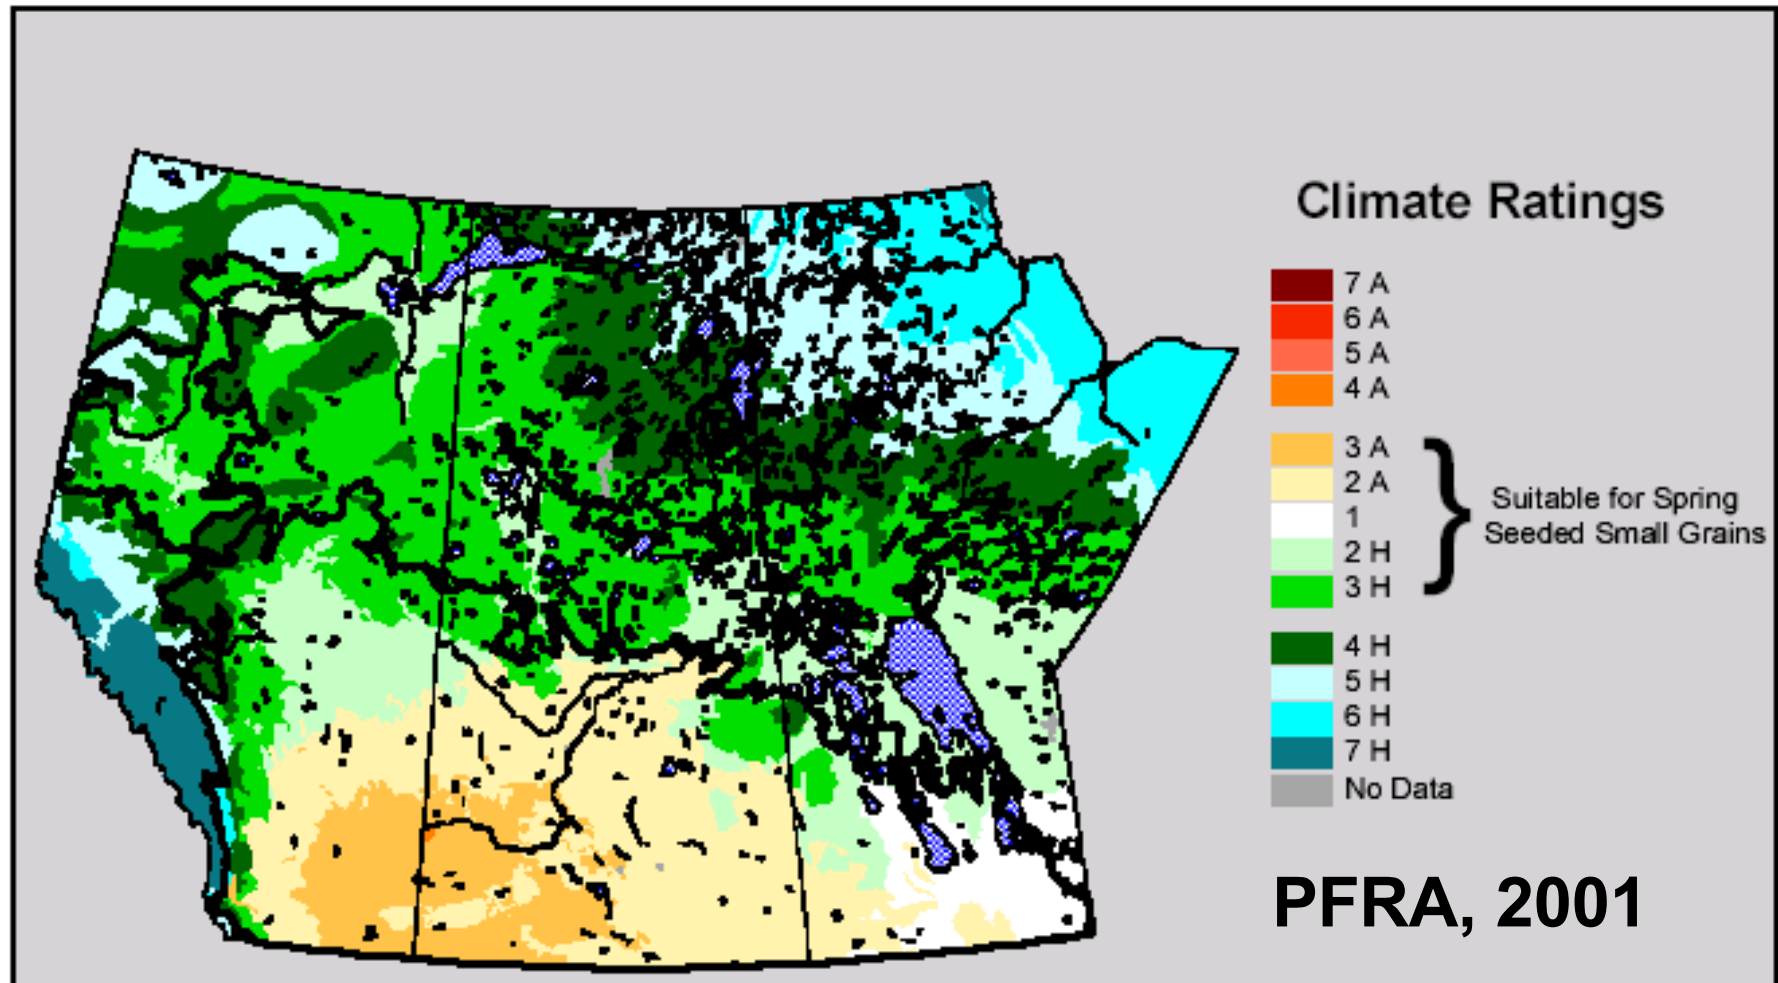 Climate Ratings
7 A
6 A
5 A
4 A
3 A
2 A
1
2 H
3 H
Suitable for Spring
Seeded Small Grains
4 H
5 H
6 H
7 H
No Data
PFRA, 2001